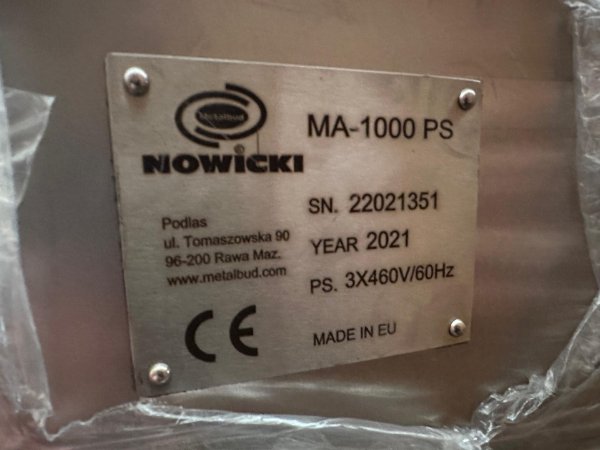 Metalbud
NOWICKI
MA-1000 PS
SN. 22021351
YEAR 2021
PS. 3X460V/60Hz
Podlas
ul. Tomaszowska 90
96-200 Rawa Maz.
www.metalbud.com
CE
MADE IN EU